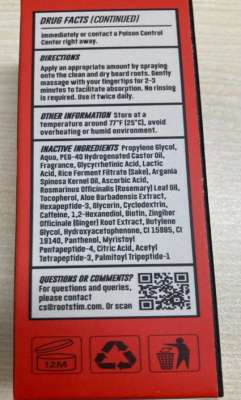 DRUG FACTS (CONTINUED)
immediately or contact a Poison Control
Center right away.
DIRECTIONS
Apply an appropriate amount by spraying
onto the clean and dry beard roots. Gently
massage with your fingertips for 2-3
minutes to facilitate absorption. No rinsing
is required. Use it twice daily.
OTHER INFORMATION Store at a
temperature around 77°F (25°C), avoid
overheating or humid environment.
INACTIVE INGREDIENTS Propylene Glycol,
Aqua, PEG-40 Hydrogenated Castor Oil,
Fragrance, Glycyrrhetinic Acid, Lactic
Acid, Rice Ferment Filtrate (Sake), Argania
Spinosa Kernel Oil, Ascorbic Acid,
Rosmarinus Officinalis (Rosemary) Leaf Oil,
Tocopherol, Aloe Barbadensis Extract,
Hexapeptide-3, Glycerin, Cyclodextrin,
Caffeine, 1,2-Hexanediol, Biotin, Zingiber
Officinale (Ginger) Root Extract, Butylene
Glycol, Hydroxyacetophenone, CI 15985, CI
19140, Panthenol, Myristoyl
Pentapeptide-4, Citric Acid, Acetyl
Tetrapeptide-3, Palmitoyl Tripeptide-1
QUESTIONS OR COMMENTS?
For questions and queries,
please contact
cs@rootstim.com. Or scan
12M